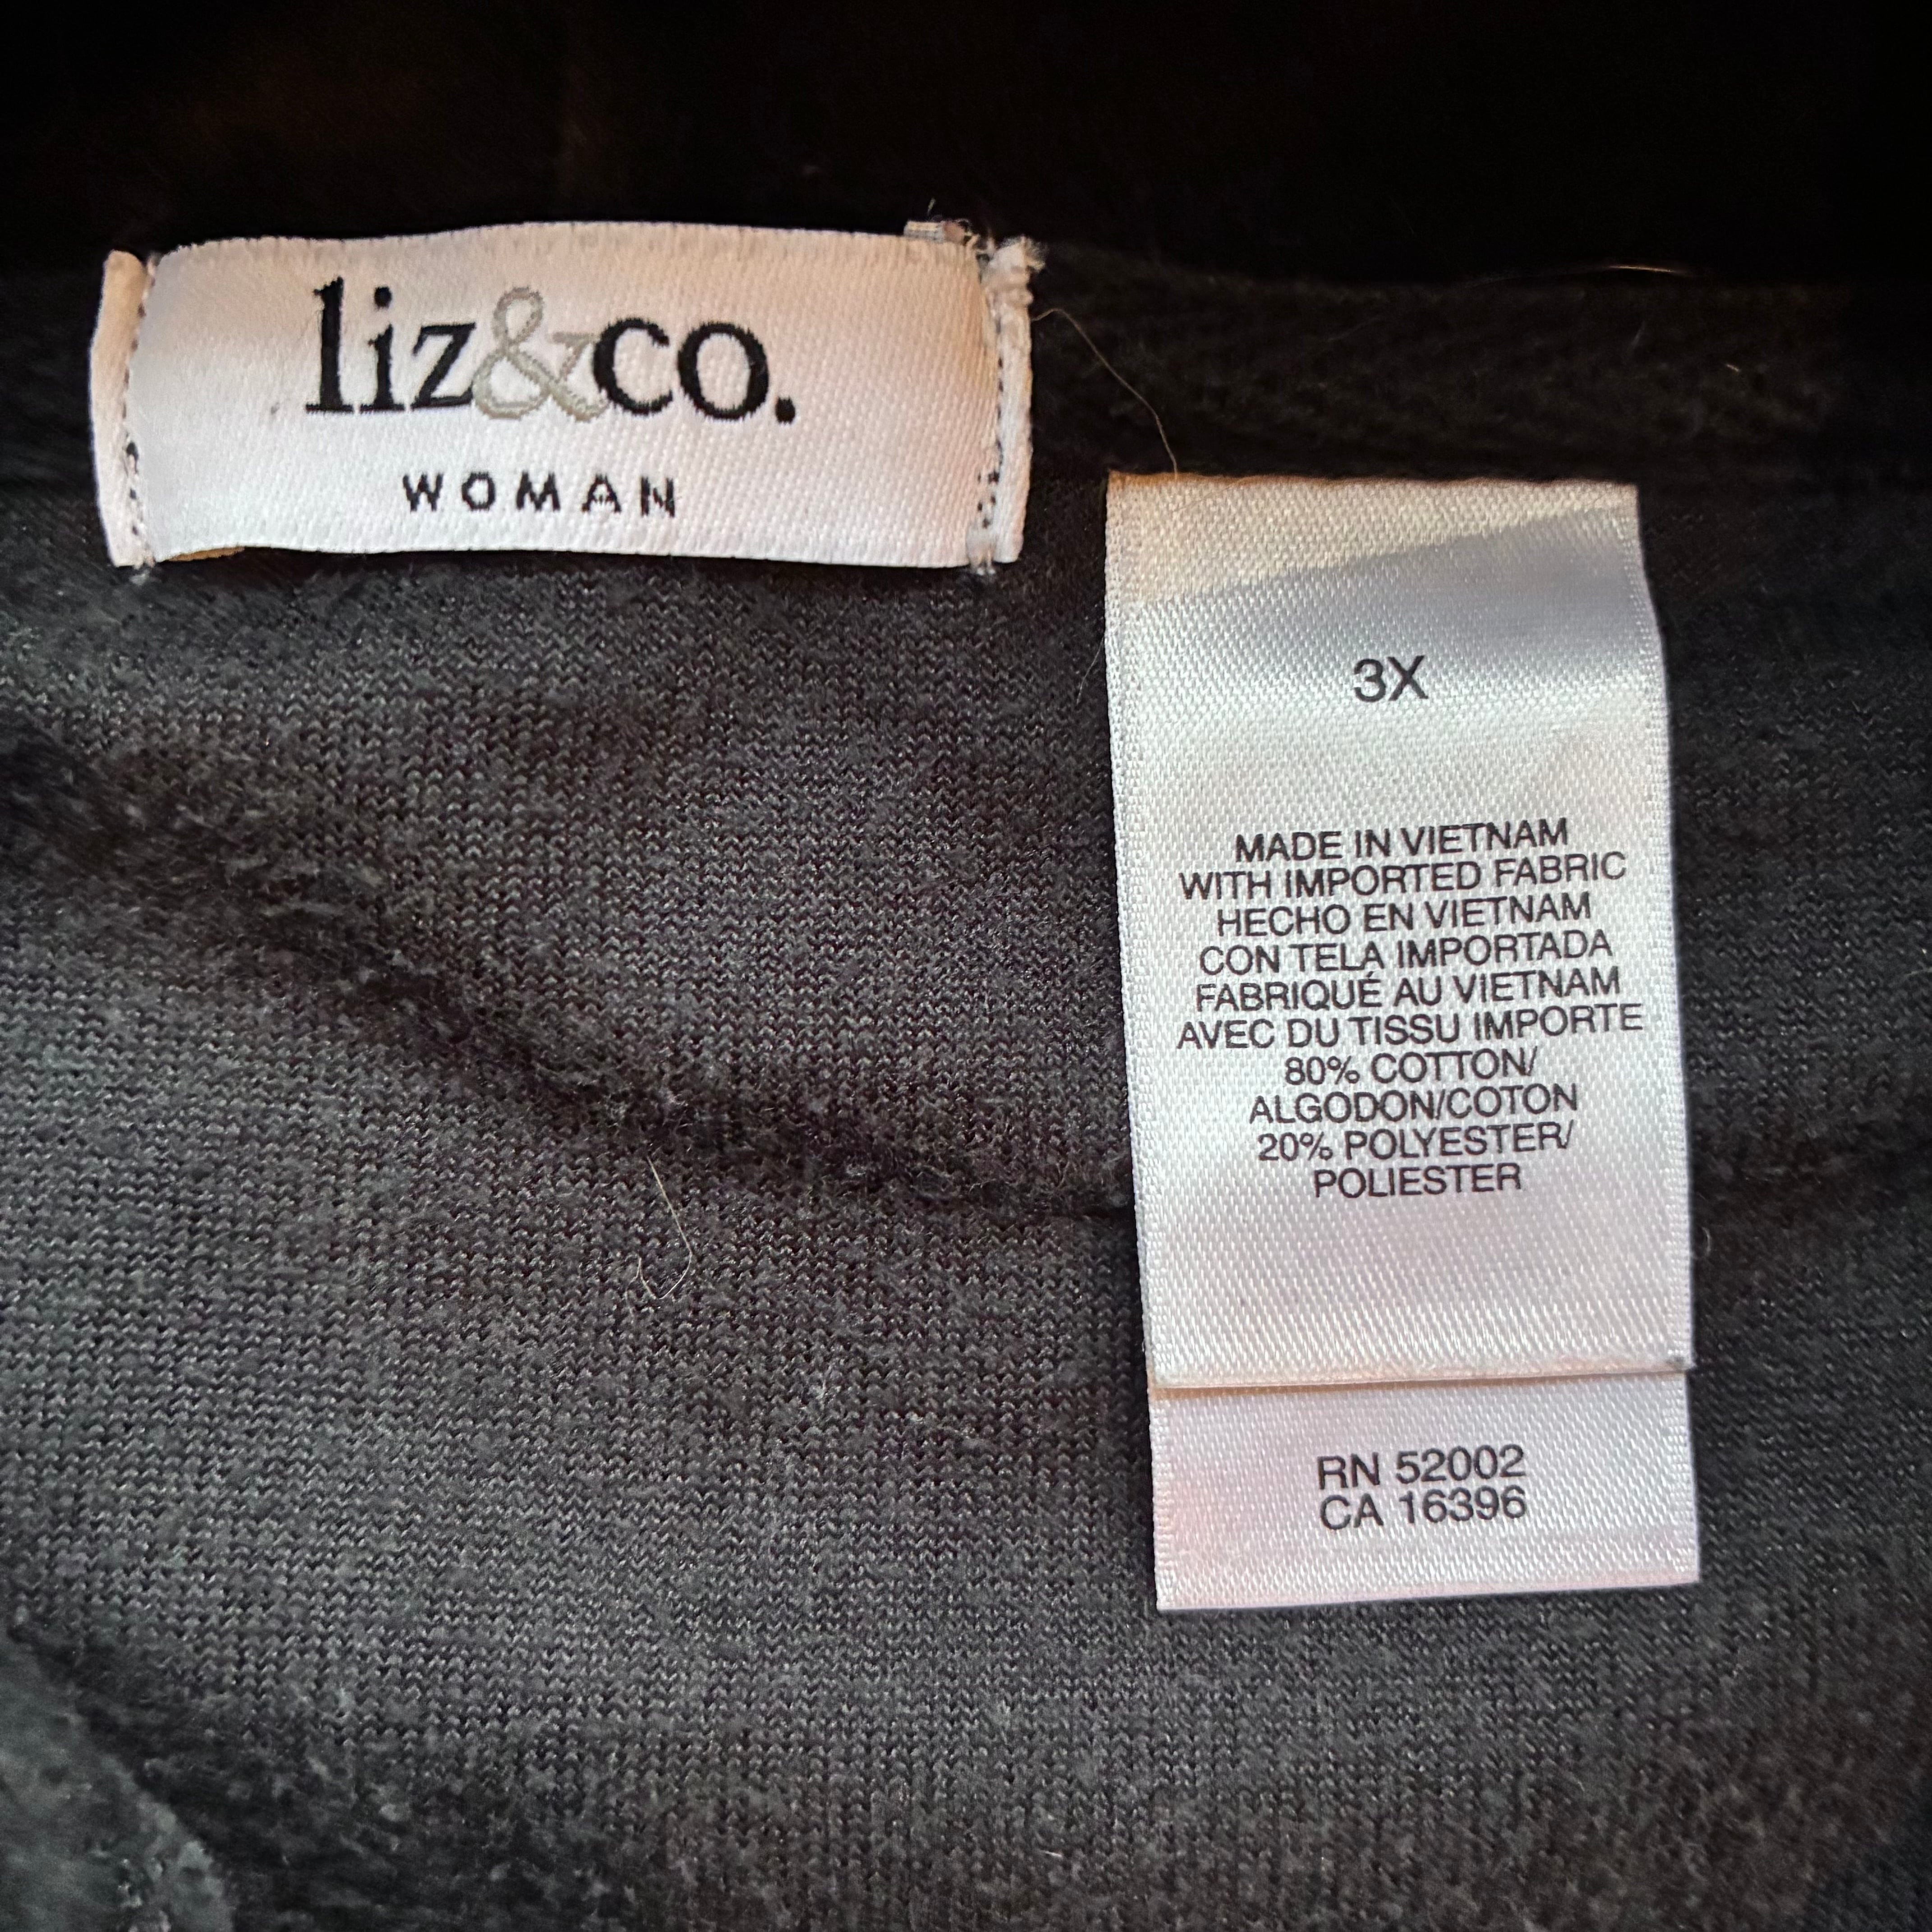 liz&co.
WOMAN
3X
MADE IN VIETNAM
WITH IMPORTED FABRIC
HECHO EN VIETNAM
CON TELA IMPORTADA
FABRIQUÉ AU VIETNAM
AVEC DU TISSU IMPORTE
80% COTTON/
ALGODON/COTON
20% POLYESTER/
POLIESTER
RN 52002
CA 16396